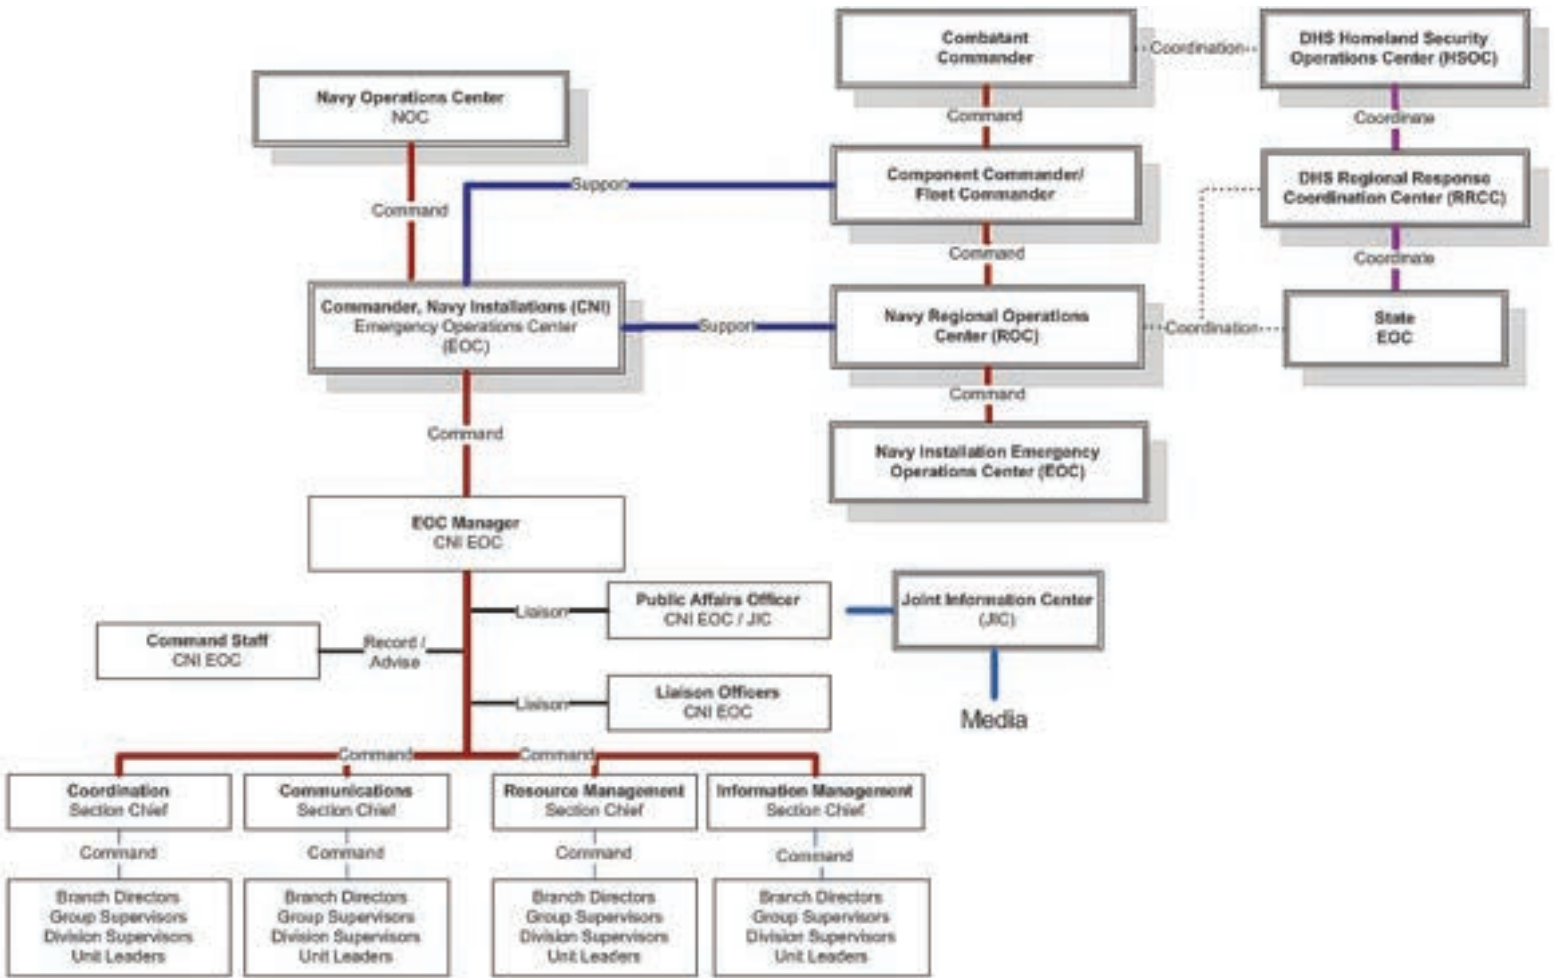 Combatant
Commander
Coordination
DHS Homeland Security
Operations Center (HSOC)
Navy Operations Center
NOC
Command
Coordinate
Support
Component Commander/
Fleet Commander
DHS Regional Response
Coordination Center (RRCC)
Command
Command
Coordinate
Commander, Navy Installations (CNI)
Emergency Operations Center
(EOC)
Support
Navy Regional Operations
Center (ROC)
Coordination
State
EOC
Command
Command
Navy Installation Emergency
Operations Center (EOC)
EOC Manager
CNI EOC
Liaison
Public Affairs Officer
CNI EOC / JIC
Joint Information Center
(JIC)
Command Staff
CNI EOC
Record /
Advise
Liaison
Liaison Officers
CNI EOC
Media
Command
Command
Coordination
Section Chief
Communications
Section Chief
Resource Management
Section Chief
Information Management
Section Chief
Command
Command
Command
Command
Branch Directors
Group Supervisors
Division Supervisors
Unit Leaders
Branch Directors
Group Supervisors
Division Supervisors
Unit Leaders
Branch Directors
Group Supervisors
Division Supervisors
Unit Leaders
Branch Directors
Group Supervisors
Division Supervisors
Unit Leaders